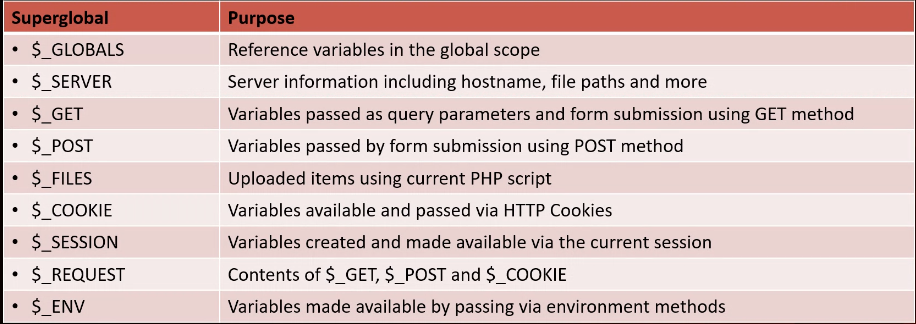 Superglobal Purpose
• $_GLOBALS Reference variables in the global scope
• $_SERVER Server information including hostname, file paths and more
• $_GET Variables passed as query parameters and form submission using GET method
• $_POST Variables passed by form submission using POST method
• $_FILES Uploaded items using current PHP script
• $_COOKIE Variables available and passed via HTTP Cookies
• $_SESSION Variables created and made available via the current session
• $_REQUEST Contents of $_GET, $_POST and $_COOKIE
• $_ENV Variables made available by passing via environment methods